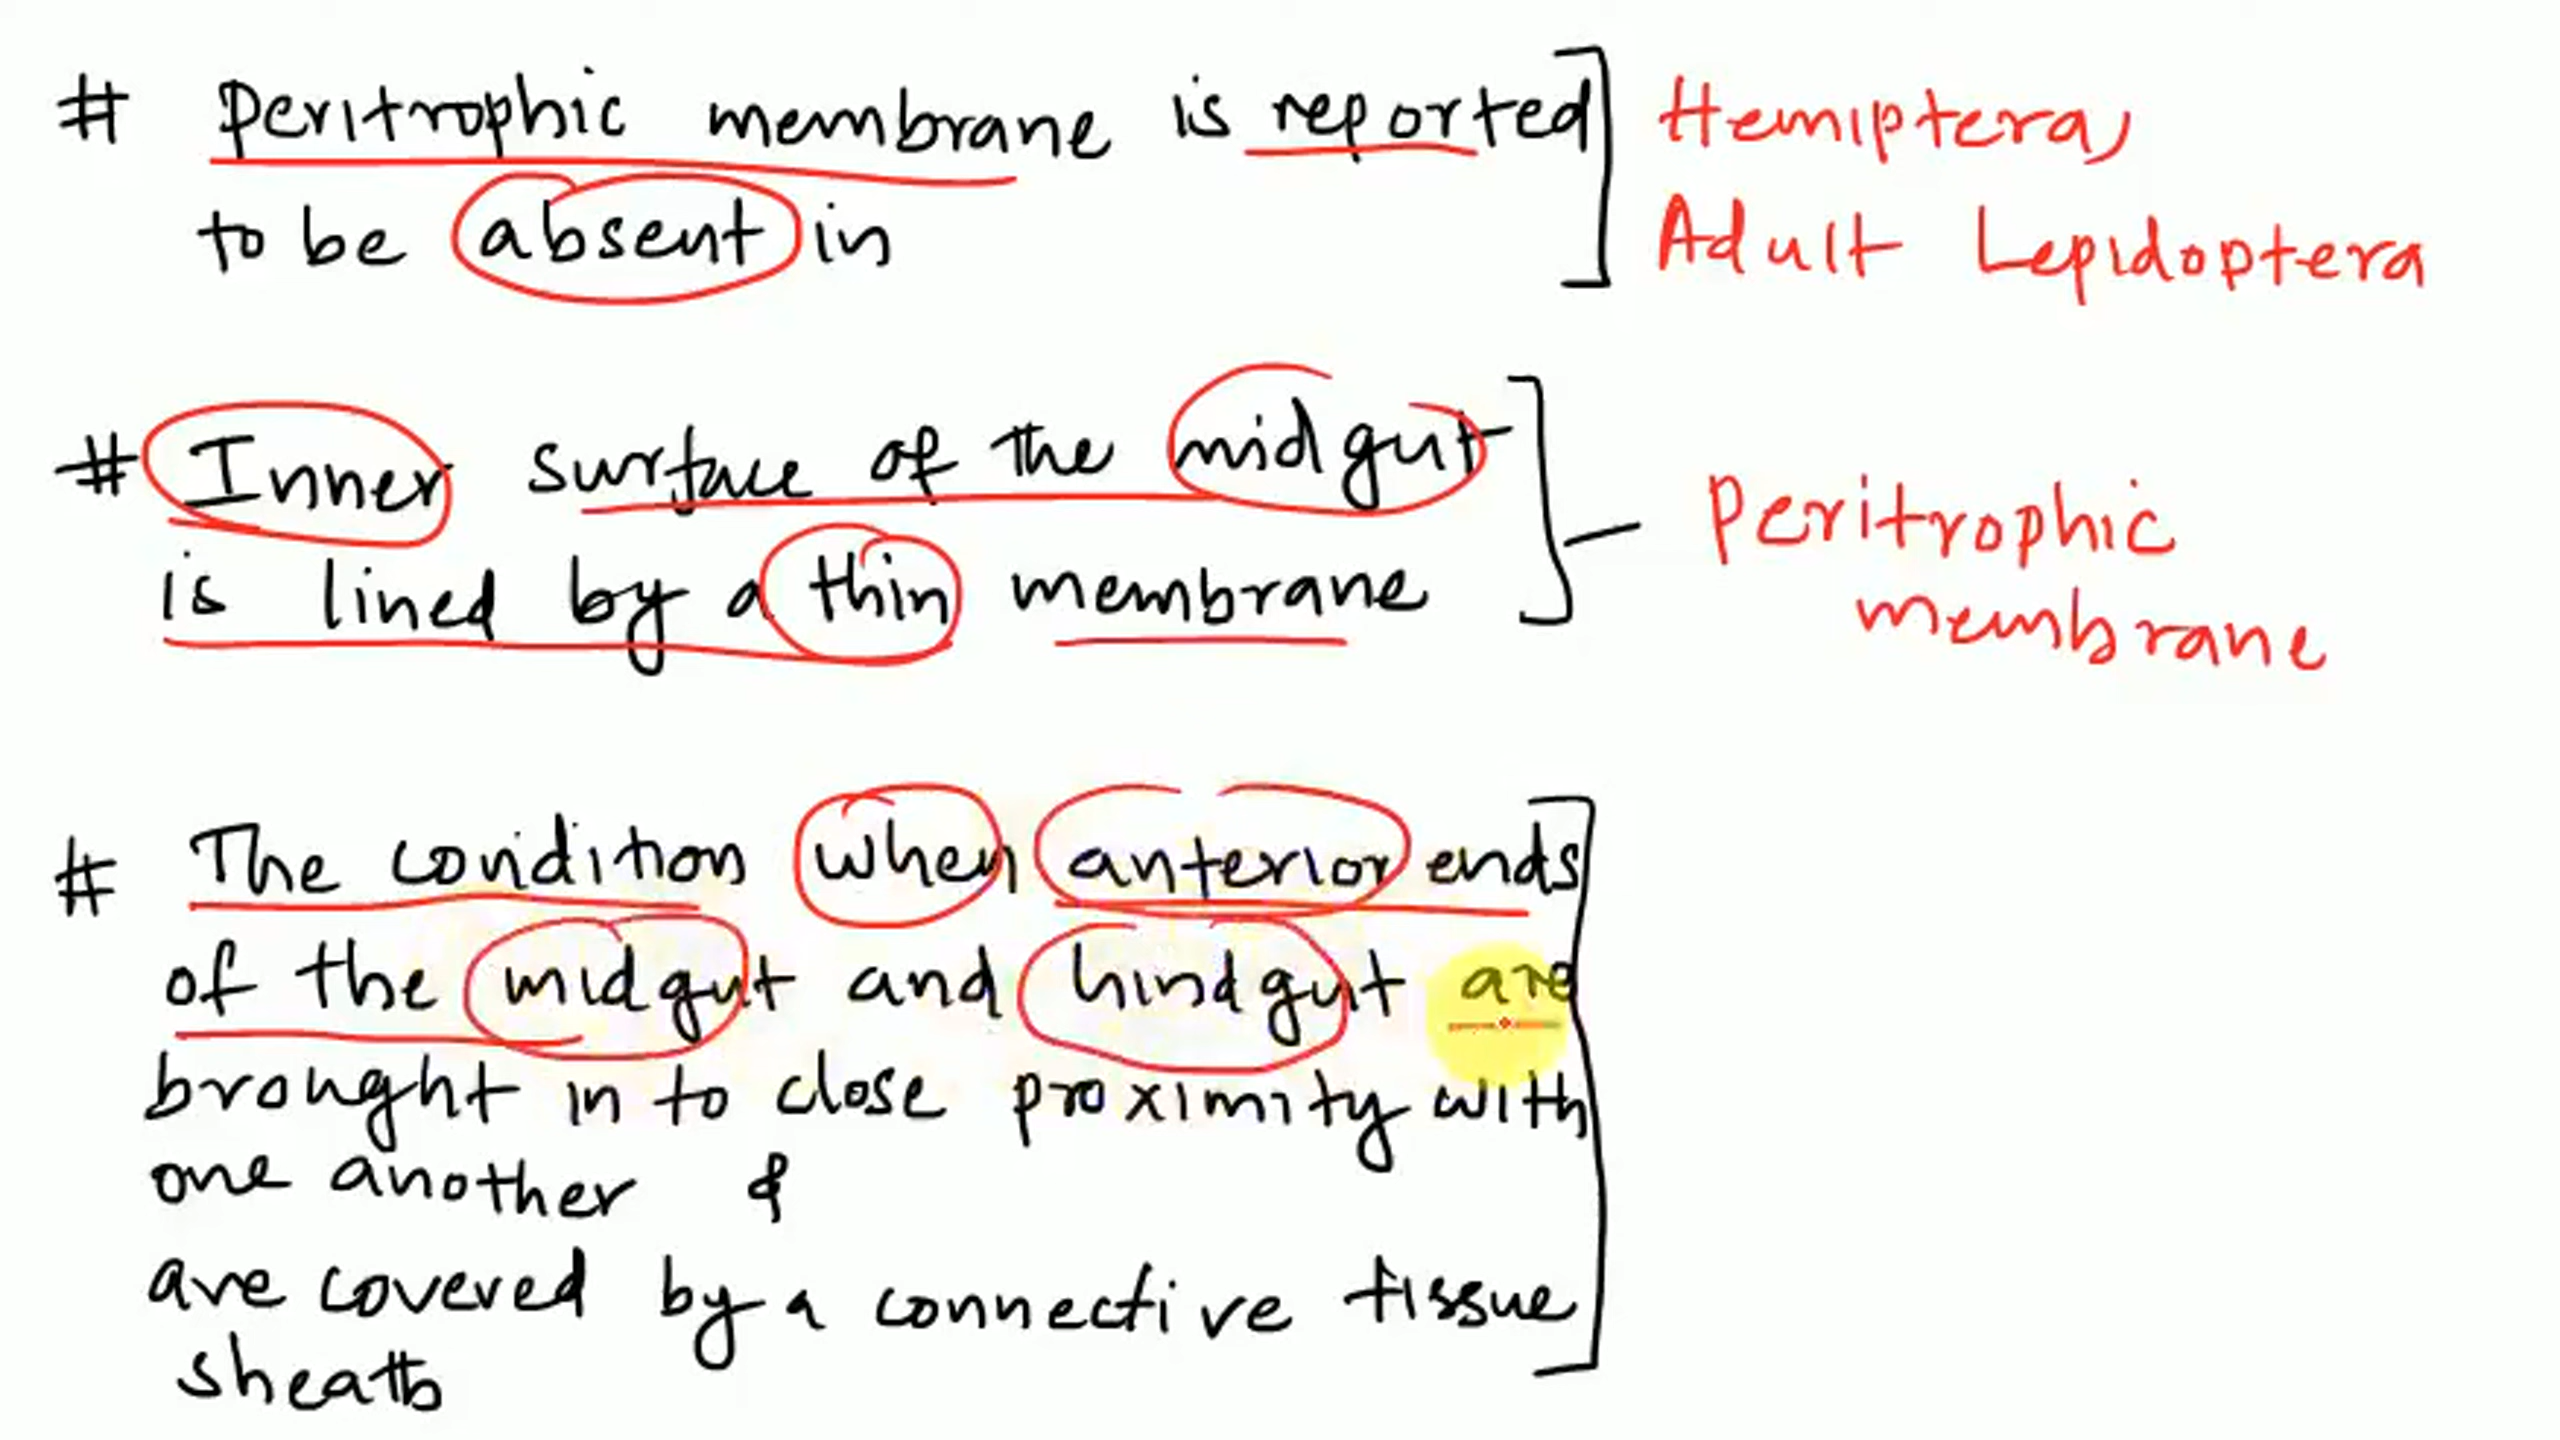 # Peritrophic membrane is reported
to be absent in
Hemiptera,
Adult Lepidoptera
# Inner surface of the midgut
is lined by a thin membrane
Peritrophic
membrane
# The condition when anterior ends
of the midgut and hindgut are
brought in to close proximity with
one another &
are covered by a connective tissue
sheath